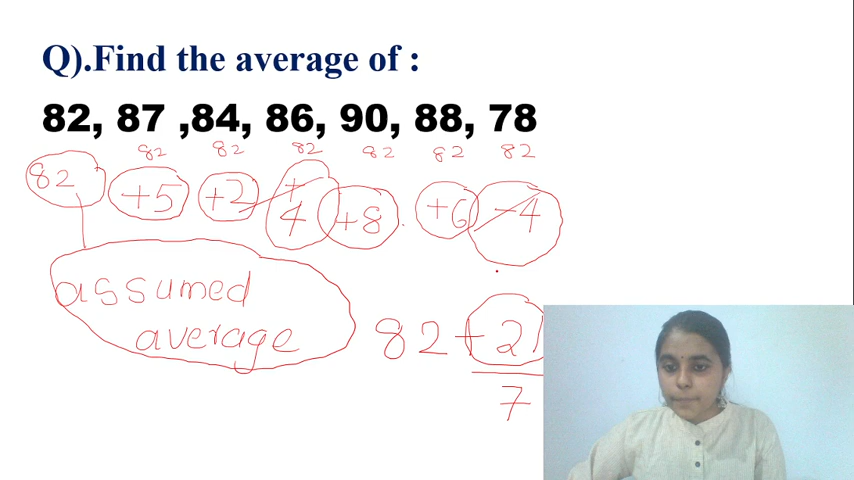 Q).Find the average of :
82, 87 ,84, 86, 90, 88, 78
82 82 82 82 82 82
82 +5 +2 +4 +8 +6 -4
assumed
average
82 + 21
7